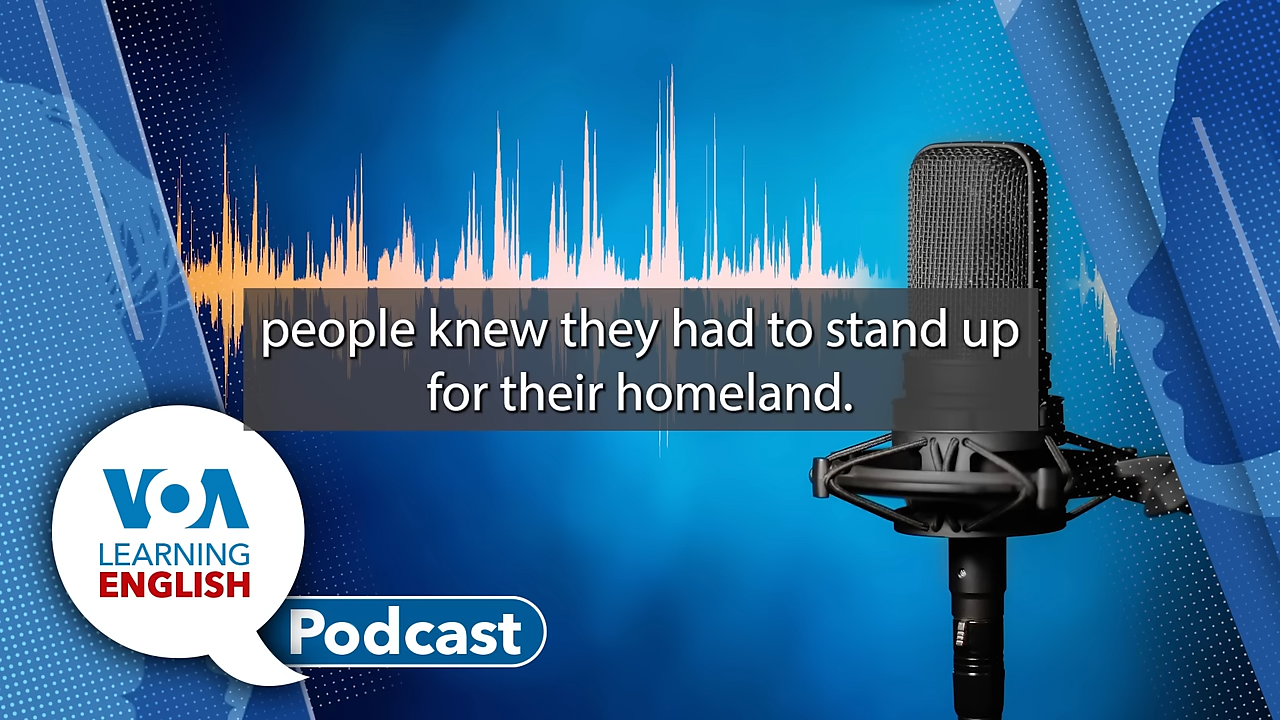 people knew they had to stand up
for their homeland.
VOA
LEARNING
ENGLISH
Podcast